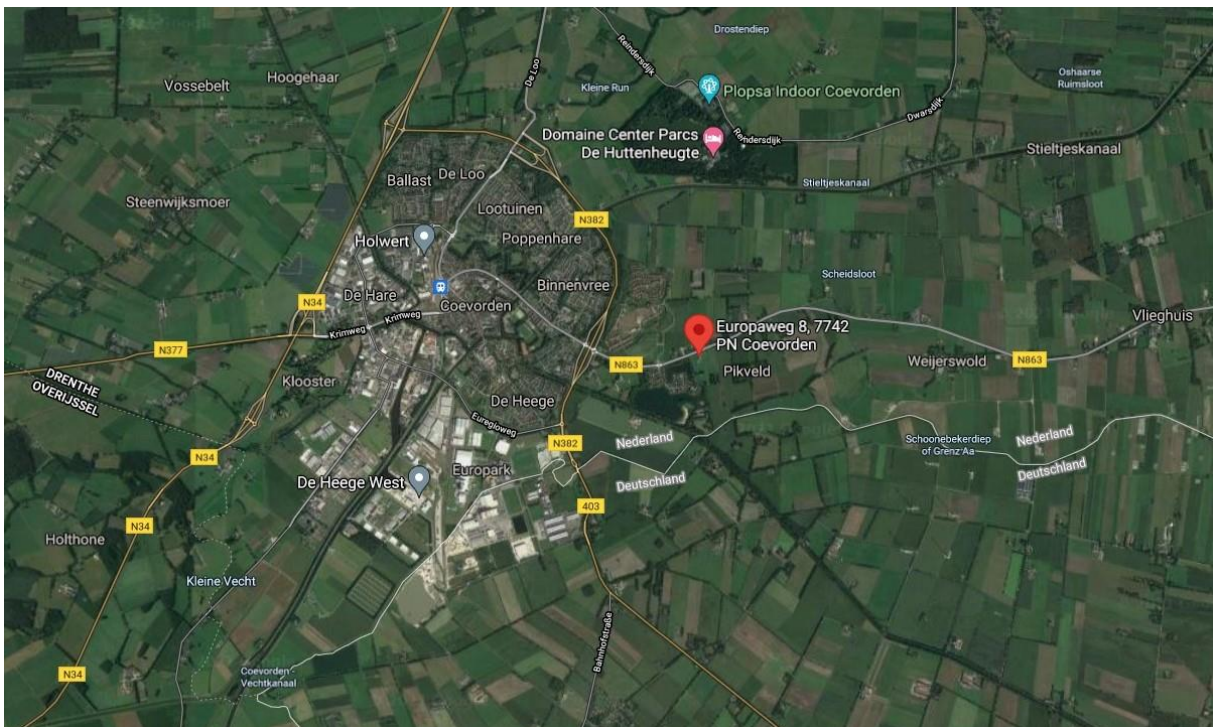 Drostendiep
Reindersdijk
De Loo
Hoogehaar
Vossebelt
Kleine Run
Plopsa Indoor Coevorden
Oshaarse
Ruimsloot
Dwarsdijk
Domaine Center Parcs
De Huttenheugte
Reindersdijk
Stieltjeskanaal
Ballast
De Loo
Stieltjeskanaal
Steenwijksmoer
Lootuinen
N382
Holwert
Poppenhare
Scheidsloot
Binnenvree
De Hare
Coevorden
N34
Krimweg
Krimweg
Europaweg 8, 7742
PN Coevorden
Vlieghuis
N377
N863
Pikveld
Weijerswold
N863
DRENTHE
OVERIJSSEL
Klooster
De Heege
Euregioweg
N382
Nederland
Deutschland
Schoonebekerdiep
of Grenz Aa
Nederland
Deutschland
N34
Europark
De Heege West
403
N34
Holthone
Kleine Vecht
Bahnhofstraße
N34
Coevorden
Vechtkanaal